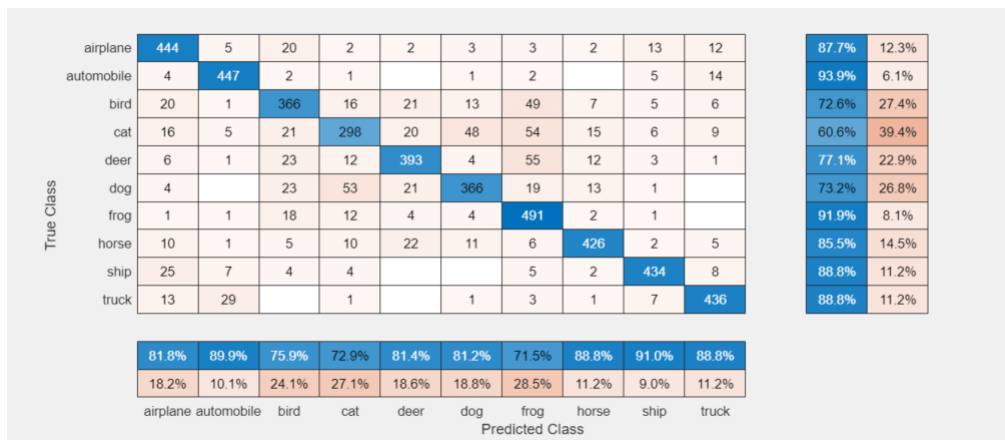 airplane 444 5 20 2 2 3 3 2 13 12 87.7% 12.3%
automobile 4 447 2 1 1 2 5 14 93.9% 6.1%
bird 20 1 366 16 21 13 49 7 5 6 72.6% 27.4%
cat 16 5 21 298 20 48 54 15 6 9 60.6% 39.4%
deer 6 1 23 12 393 4 55 12 3 1 77.1% 22.9%
dog 4 23 53 21 366 19 13 1 73.2% 26.8%
frog 1 1 18 12 4 4 491 2 1 91.9% 8.1%
horse 10 1 5 10 22 11 6 426 2 5 85.5% 14.5%
ship 25 7 4 4 5 2 434 8 88.8% 11.2%
truck 13 29 1 1 3 1 7 436 88.8% 11.2%
True Class
81.8% 89.9% 75.9% 72.9% 81.4% 81.2% 71.5% 88.8% 91.0% 88.8%
18.2% 10.1% 24.1% 27.1% 18.6% 18.8% 28.5% 11.2% 9.0% 11.2%
airplane automobile bird cat deer dog frog horse ship truck
Predicted Class